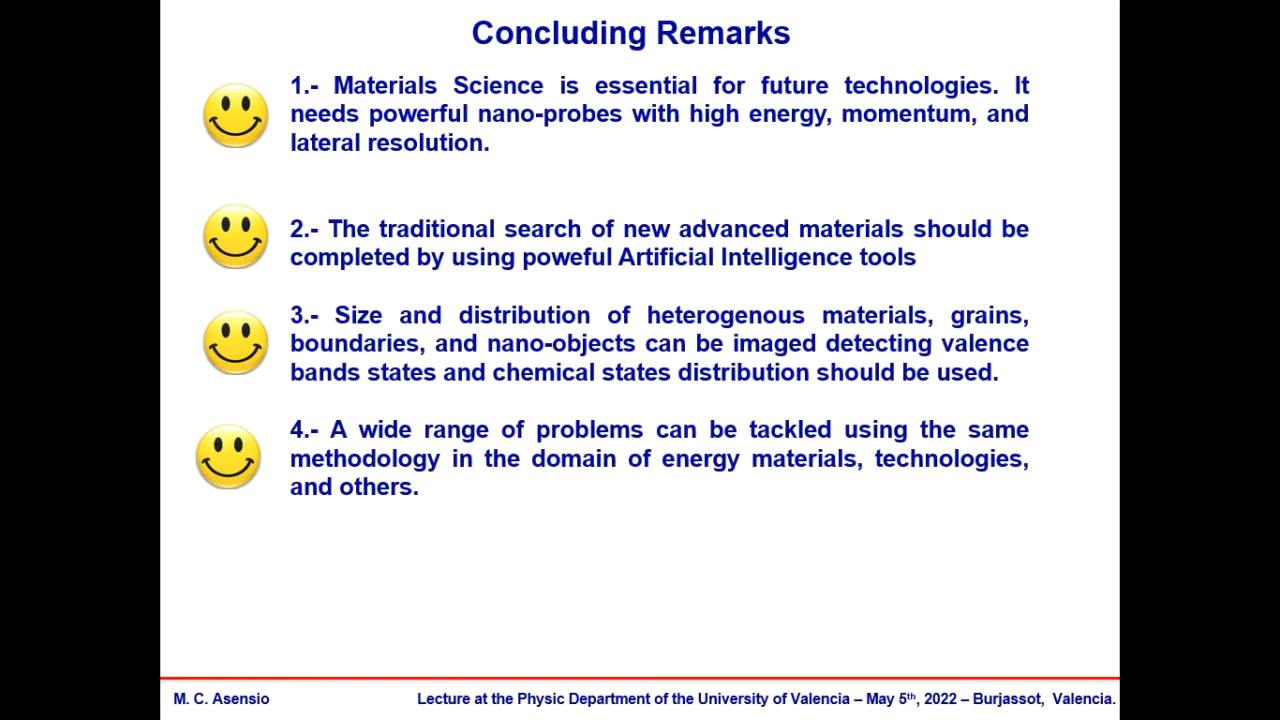 Concluding Remarks
1.- Materials Science is essential for future technologies. It
needs powerful nano-probes with high energy, momentum, and
lateral resolution.
2.- The traditional search of new advanced materials should be
completed by using poweful Artificial Intelligence tools
3.- Size and distribution of heterogenous materials, grains,
boundaries, and nano-objects can be imaged detecting valence
bands states and chemical states distribution should be used.
4.- A wide range of problems can be tackled using the same
methodology in the domain of energy materials, technologies,
and others.
M. C. Asensio
Lecture at the Physic Department of the University of Valencia – May 5th, 2022 – Burjassot, Valencia.